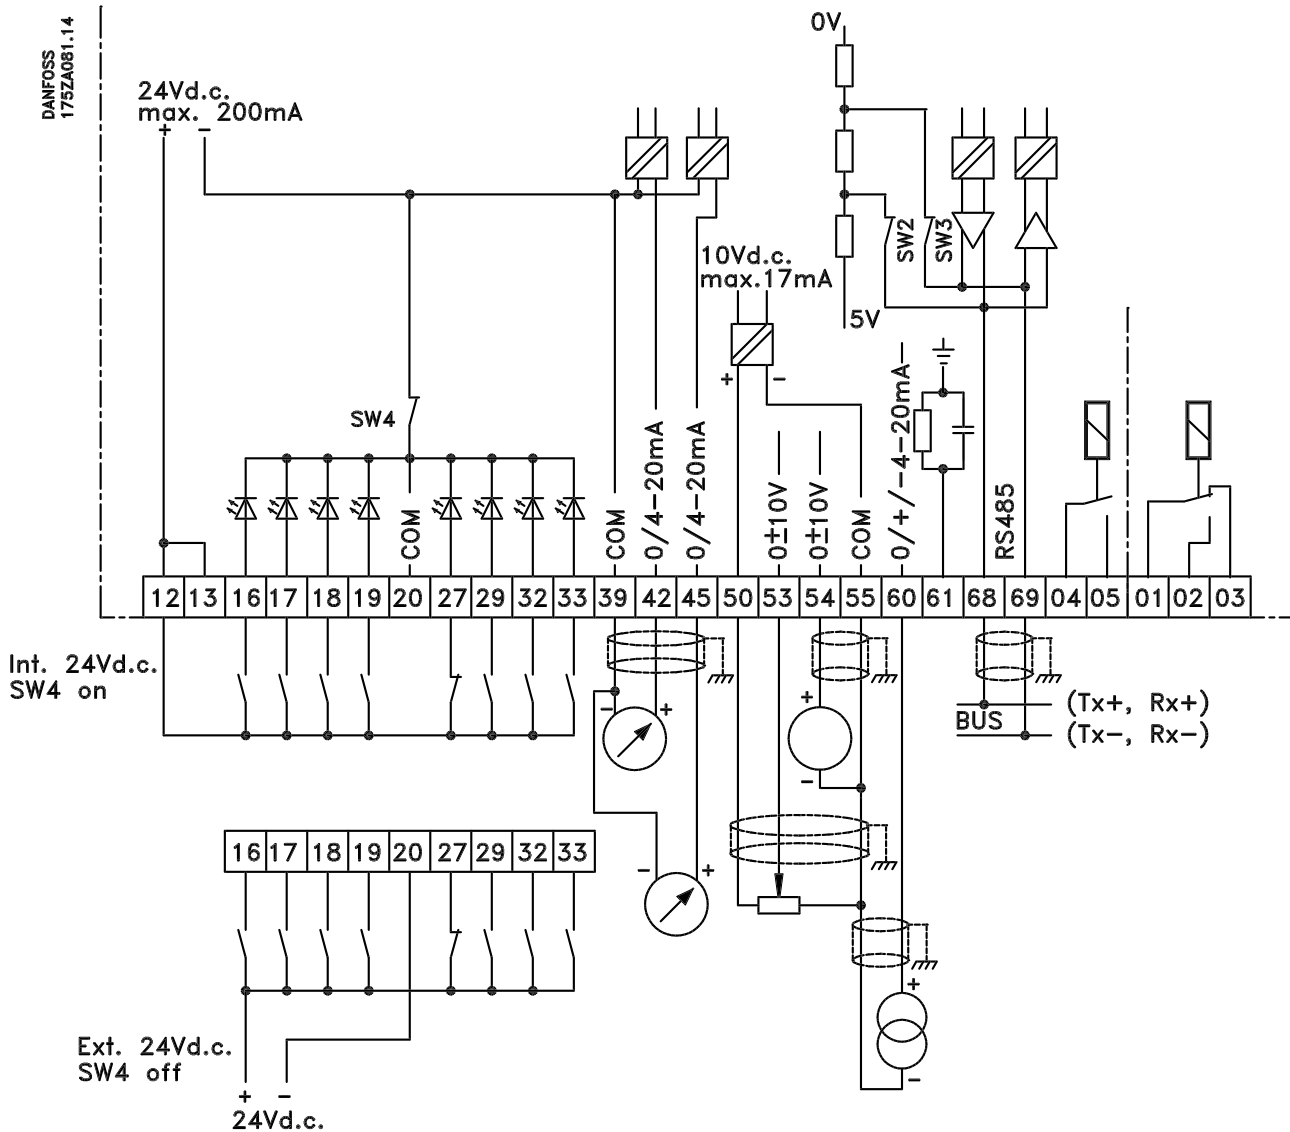 DANFOSS
175ZA081.14
0V
24Vd.c.
max. 200mA
+ −
SW2
SW3
10Vd.c.
max.17mA
5V
+ −
SW4
COM
COM
0/4-20mA
0/4-20mA
0±10V
0±10V
COM
0/+/-4-20mA
RS485
12 13 16 17 18 19 20 27 29 32 33 39 42 45 50 53 54 55 60 61 68 69 04 05 01 02 03
Int. 24Vd.c.
SW4 on
− +
+
−
BUS
(Tx+, Rx+)
(Tx−, Rx−)
16 17 18 19 20 27 29 32 33
− +
+
−
Ext. 24Vd.c.
SW4 off
+ −
24Vd.c.